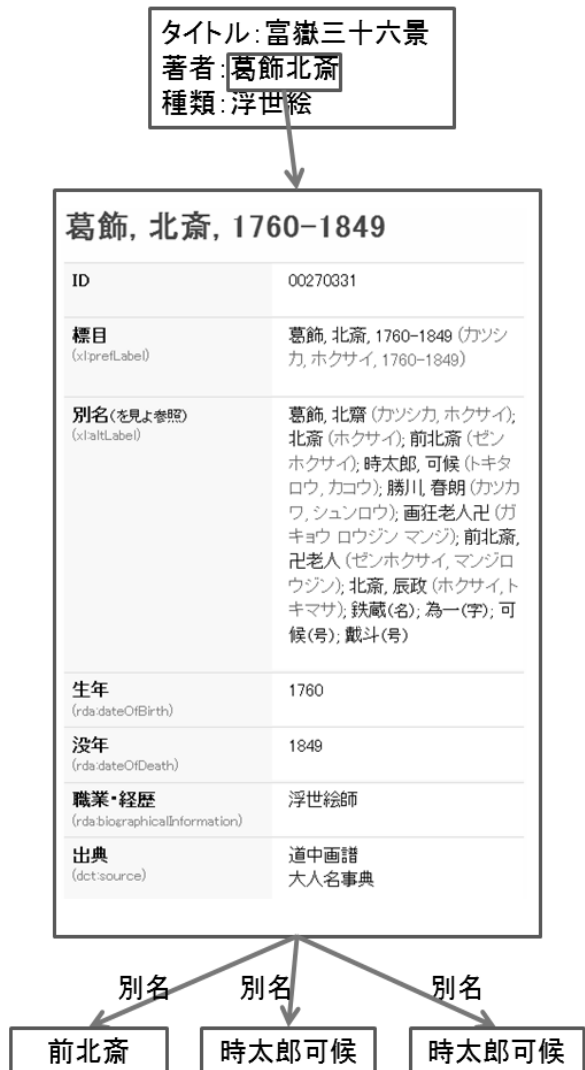 タイトル:富嶽三十六景
著者:葛飾北斎
種類:浮世絵
葛飾, 北斎, 1760-1849
ID
00270331
標目
(xl:prefLabel)
葛飾, 北斎, 1760-1849 (カツシ
カ, ホクサイ, 1760-1849)
別名(を見よ参照)
(xl:altLabel)
葛飾, 北齋 (カツシカ, ホクサイ);
北斎 (ホクサイ); 前北斎 (ゼン
ホクサイ); 時太郎, 可候 (トキタ
ロウ, カコウ); 勝川, 春朗 (カツカ
ワ, シュンロウ); 画狂老人卍 (ガ
キョウ ロウジン マンジ); 前北斎,
卍老人 (ゼンホクサイ, マンジロ
ウジン); 北斎, 辰政 (ホクサイ, ト
キマサ); 鉄蔵(名); 為一(字); 可
候(号); 戴斗(号)
生年
(rda:dateOfBirth)
1760
没年
(rda:dateOfDeath)
1849
職業・経歴
(rda:biographicalInformation)
浮世絵師
出典
(dct:source)
道中画譜
大人名事典
別名
別名
別名
前北斎
時太郎可候
時太郎可候